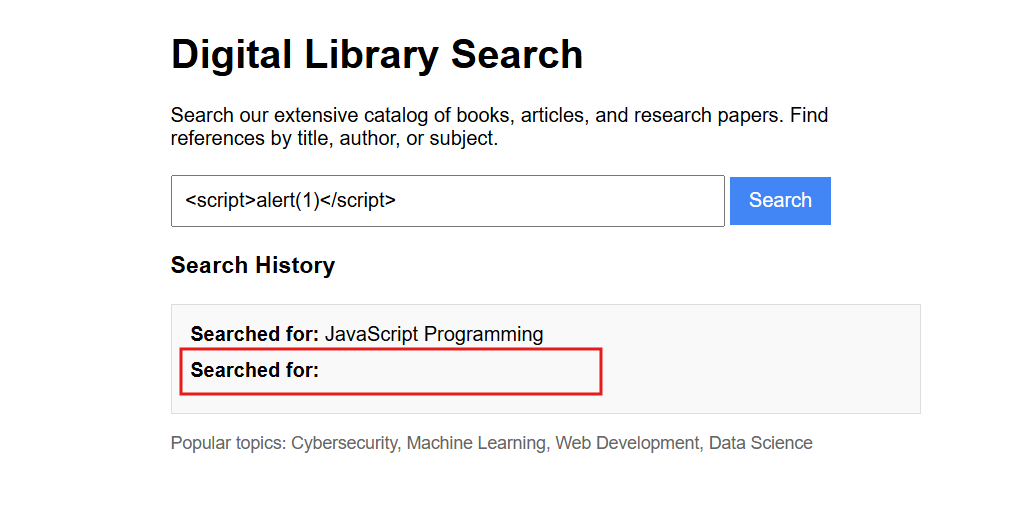 Digital Library Search
Search our extensive catalog of books, articles, and research papers. Find
references by title, author, or subject.
<script>alert(1)</script>
Search
Search History
Searched for: JavaScript Programming
Searched for:
Popular topics: Cybersecurity, Machine Learning, Web Development, Data Science